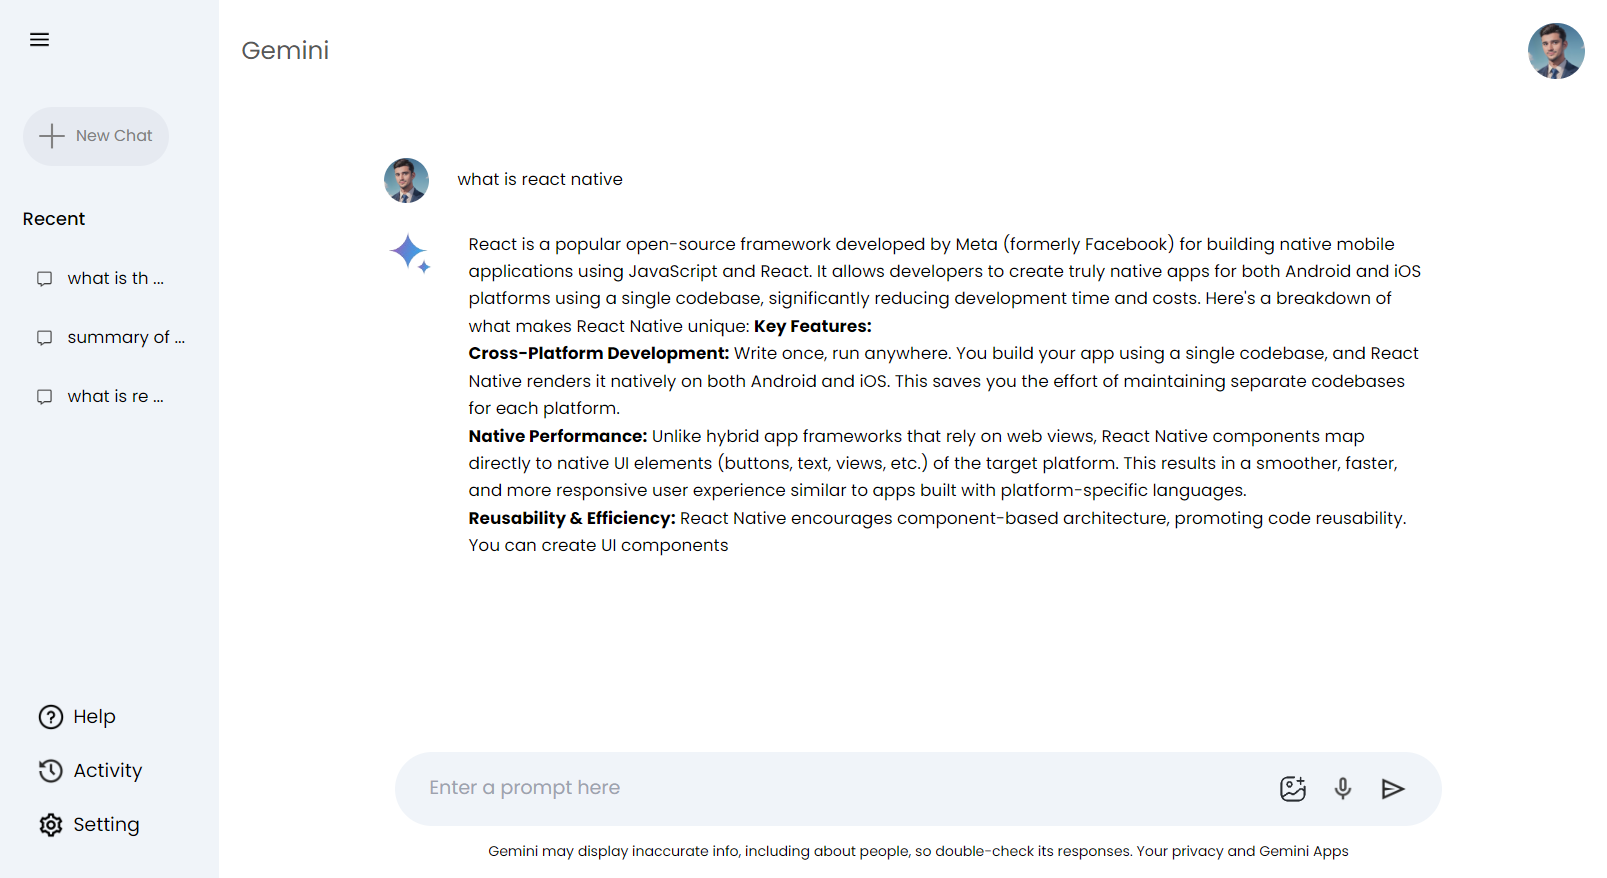 Gemini
New Chat
Recent
what is th ...
summary of ...
what is re ...
Help
Activity
Setting
what is react native
React is a popular open-source framework developed by Meta (formerly Facebook) for building native mobile
applications using JavaScript and React. It allows developers to create truly native apps for both Android and iOS
platforms using a single codebase, significantly reducing development time and costs. Here's a breakdown of
what makes React Native unique: Key Features:
Cross-Platform Development: Write once, run anywhere. You build your app using a single codebase, and React
Native renders it natively on both Android and iOS. This saves you the effort of maintaining separate codebases
for each platform.
Native Performance: Unlike hybrid app frameworks that rely on web views, React Native components map
directly to native UI elements (buttons, text, views, etc.) of the target platform. This results in a smoother, faster,
and more responsive user experience similar to apps built with platform-specific languages.
Reusability & Efficiency: React Native encourages component-based architecture, promoting code reusability.
You can create UI components
Enter a prompt here
Gemini may display inaccurate info, including about people, so double-check its responses. Your privacy and Gemini Apps